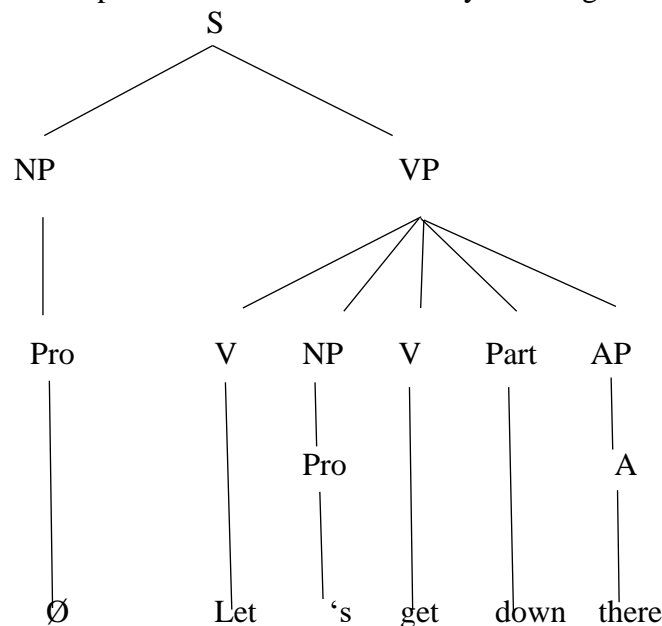 S
NP VP
Pro V NP V Part AP
Pro A
Ø Let ‘s get down there